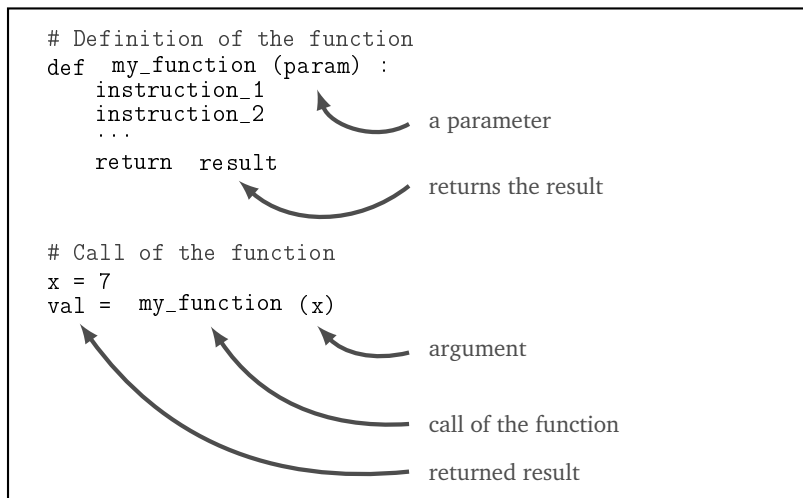 # Definition of the function
def my_function (param) :
instruction_1
instruction_2
...
a parameter
return result
returns the result
# Call of the function
x = 7
val = my_function (x)
argument
call of the function
returned result